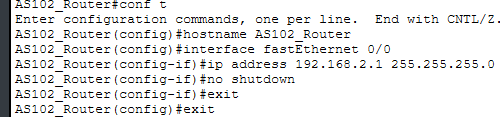 AS102_Router#conf t
Enter configuration commands, one per line.  End with CNTL/Z.
AS102_Router(config)#hostname AS102_Router
AS102_Router(config)#interface fastEthernet 0/0
AS102_Router(config-if)#ip address 192.168.2.1 255.255.255.0
AS102_Router(config-if)#no shutdown
AS102_Router(config-if)#exit
AS102_Router(config)#exit